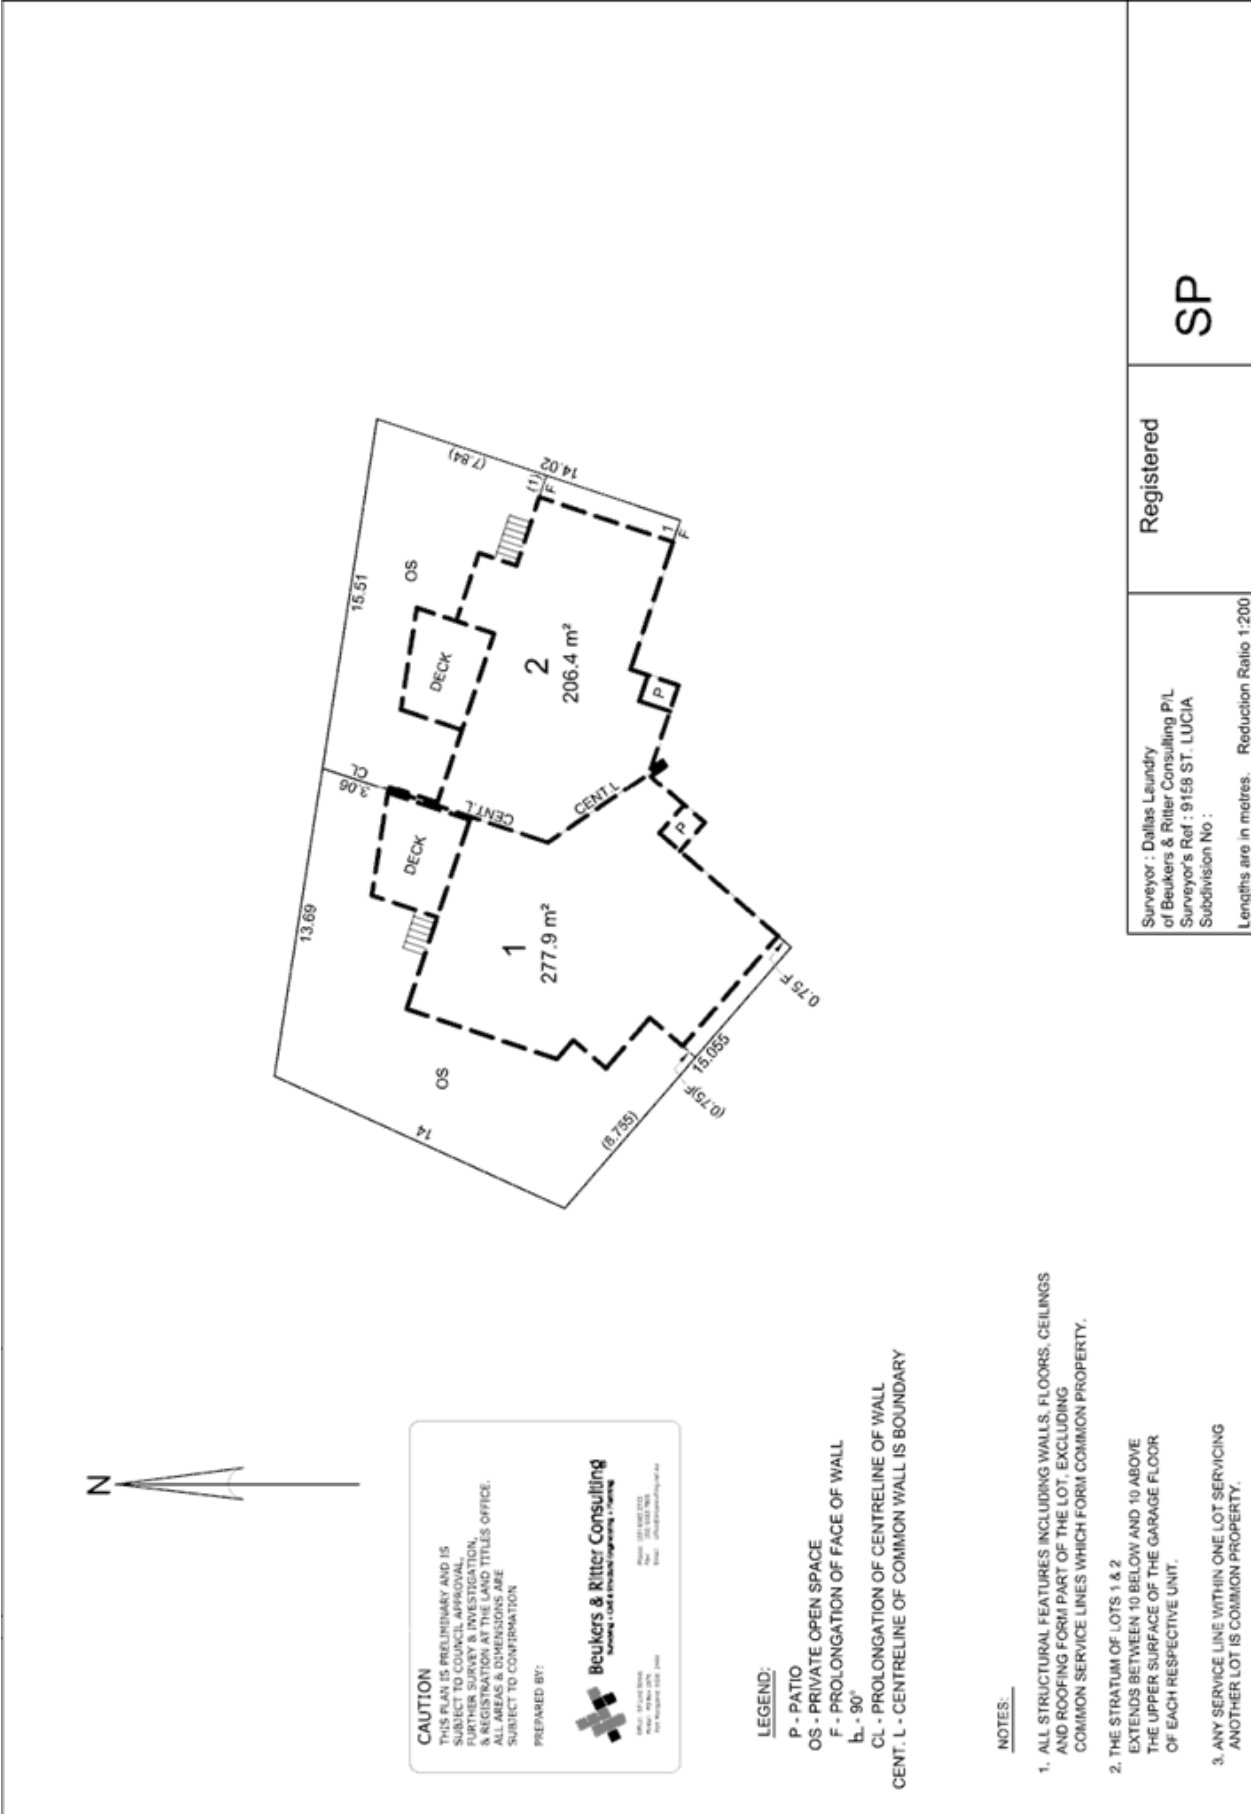 N
CAUTION
THIS PLAN IS PRELIMINARY AND IS
SUBJECT TO COUNCIL APPROVAL,
FURTHER SURVEY & INVESTIGATION,
& REGISTRATION AT THE LAND TITLES OFFICE.
ALL AREAS & DIMENSIONS ARE
SUBJECT TO CONFIRMATION
PREPARED BY:
Beukers & Ritter Consulting
LEGEND:
P - PATIO
OS - PRIVATE OPEN SPACE
F - PROLONGATION OF FACE OF WALL
- 90°
CL - PROLONGATION OF CENTRELINE OF WALL
CENT. L - CENTRELINE OF COMMON WALL IS BOUNDARY
NOTES:
1. ALL STRUCTURAL FEATURES INCLUDING WALLS, FLOORS, CEILINGS
AND ROOFING FORM PART OF THE LOT, EXCLUDING
COMMON SERVICE LINES WHICH FORM COMMON PROPERTY.
2. THE STRATUM OF LOTS 1 & 2
EXTENDS BETWEEN 10 BELOW AND 10 ABOVE
THE UPPER SURFACE OF THE GARAGE FLOOR
OF EACH RESPECTIVE UNIT.
3. ANY SERVICE LINE WITHIN ONE LOT SERVICING
ANOTHER LOT IS COMMON PROPERTY.
13.69
15.51
3.06
CL
14
OS
DECK
1
277.9 m²
CENT.L
CENT.L
DECK
OS
2
206.4 m²
(7.84)
14.02
(1)
F
1
F
P
P
(8.755)
15.055
(0.75)F
0.75 F
Surveyor : Dallas Laundry
of Beukers & Ritter Consulting P/L
Surveyor's Ref : 9158 ST. LUCIA
Subdivision No :
Lengths are in metres. Reduction Ratio 1:200
Registered
SP